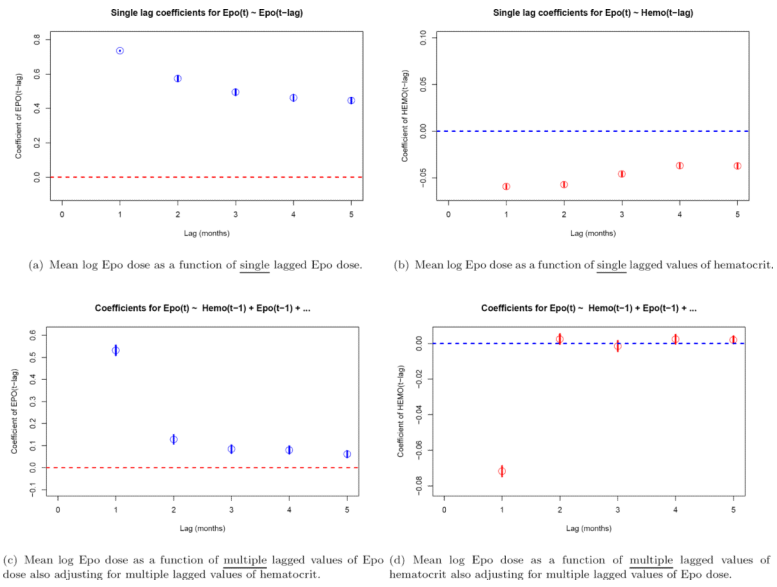 Single lag coefficients for Epo(t) ~ Epo(t−lag)
Coefficient of EPO(t−lag)
0.8
0.6
0.4
0.2
0.0
0 1 2 3 4 5
Lag (months)
(a) Mean log Epo dose as a function of single lagged Epo dose.
Single lag coefficients for Epo(t) ~ Hemo(t−lag)
Coefficient of HEMO(t−lag)
0.10
0.05
0.00
−0.05
0 1 2 3 4 5
Lag (months)
(b) Mean log Epo dose as a function of single lagged values of hematocrit.
Coefficients for Epo(t) ~ Hemo(t−1) + Epo(t−1) + ...
Coefficient of EPO(t−lag)
0.6
0.5
0.4
0.3
0.2
0.1
0.0
−0.1
0 1 2 3 4 5
Lag (months)
(c) Mean log Epo dose as a function of multiple lagged values of Epo
dose also adjusting for multiple lagged values of hematocrit.
Coefficients for Epo(t) ~ Hemo(t−1) + Epo(t−1) + ...
Coefficient of HEMO(t−lag)
0.00
−0.02
−0.04
−0.06
−0.08
0 1 2 3 4 5
Lag (months)
(d) Mean log Epo dose as a function of multiple lagged values of
hematocrit also adjusting for multiple lagged values of Epo dose.